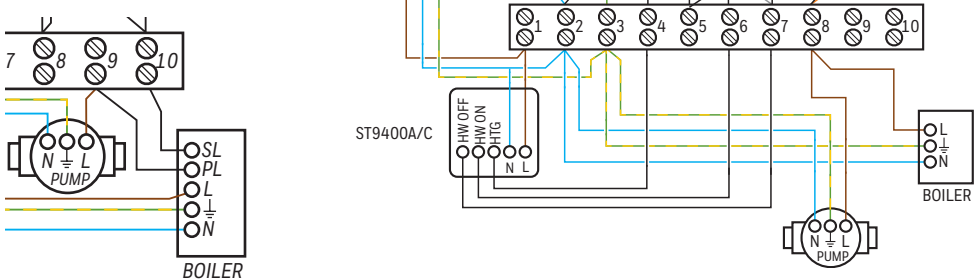 7 8 9 10
N L
PUMP
SL
PL
L
N
BOILER
1 2 3 4 5 6 7 8 9 10
ST9400A/C
HW OFF
HW ON
HTG
N L
L
N
BOILER
N L
PUMP